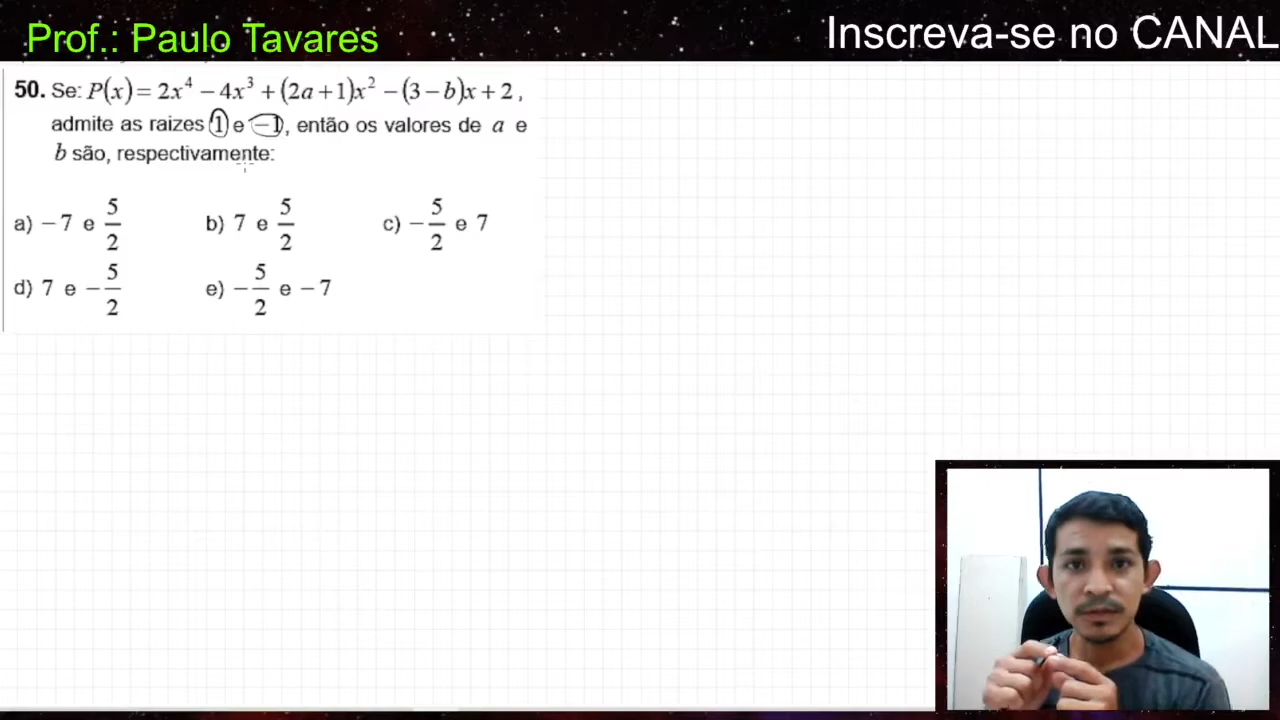 Prof.: Paulo Tavares
Inscreva-se no CANAL
50. Se: P(x) = 2x⁴ − 4x³ + (2a + 1)x² − (3 − b)x + 2 ,
admite as raizes 1 e −1, então os valores de a e
b são, respectivamente:
a) −7 e 5/2 b) 7 e 5/2 c) −5/2 e 7
d) 7 e −5/2 e) −5/2 e −7